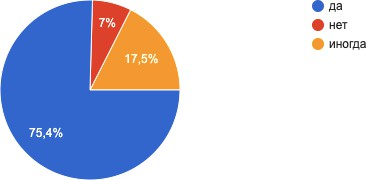 да
нет
иногда
7%
17,5%
75,4%